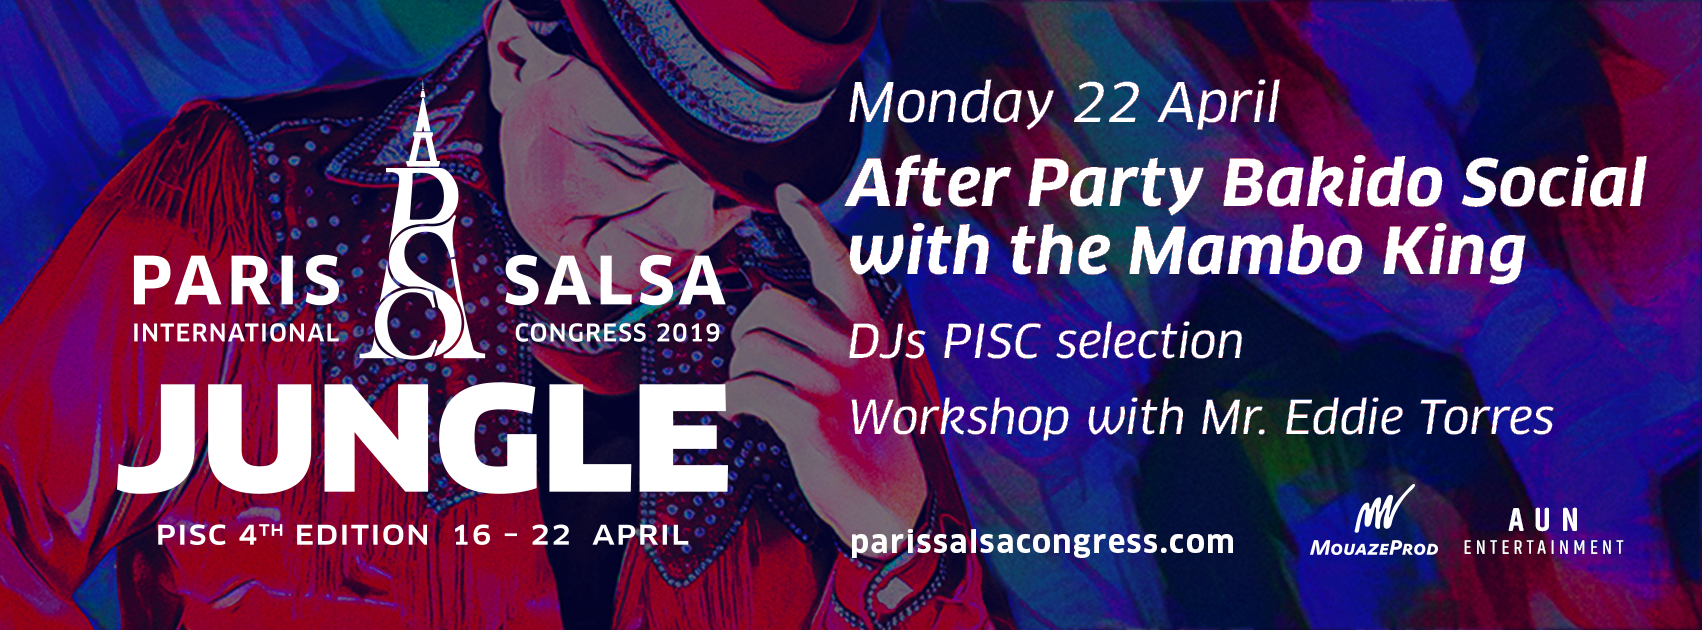 PARIS SALSA
INTERNATIONAL CONGRESS 2019
PISC
JUNGLE
PISC 4TH EDITION 16 – 22 APRIL
Monday 22 April
After Party Bakido Social
with the Mambo King
DJs PISC selection
Workshop with Mr. Eddie Torres
parissalsacongress.com
MOUAZEPROD
AUN
ENTERTAINMENT